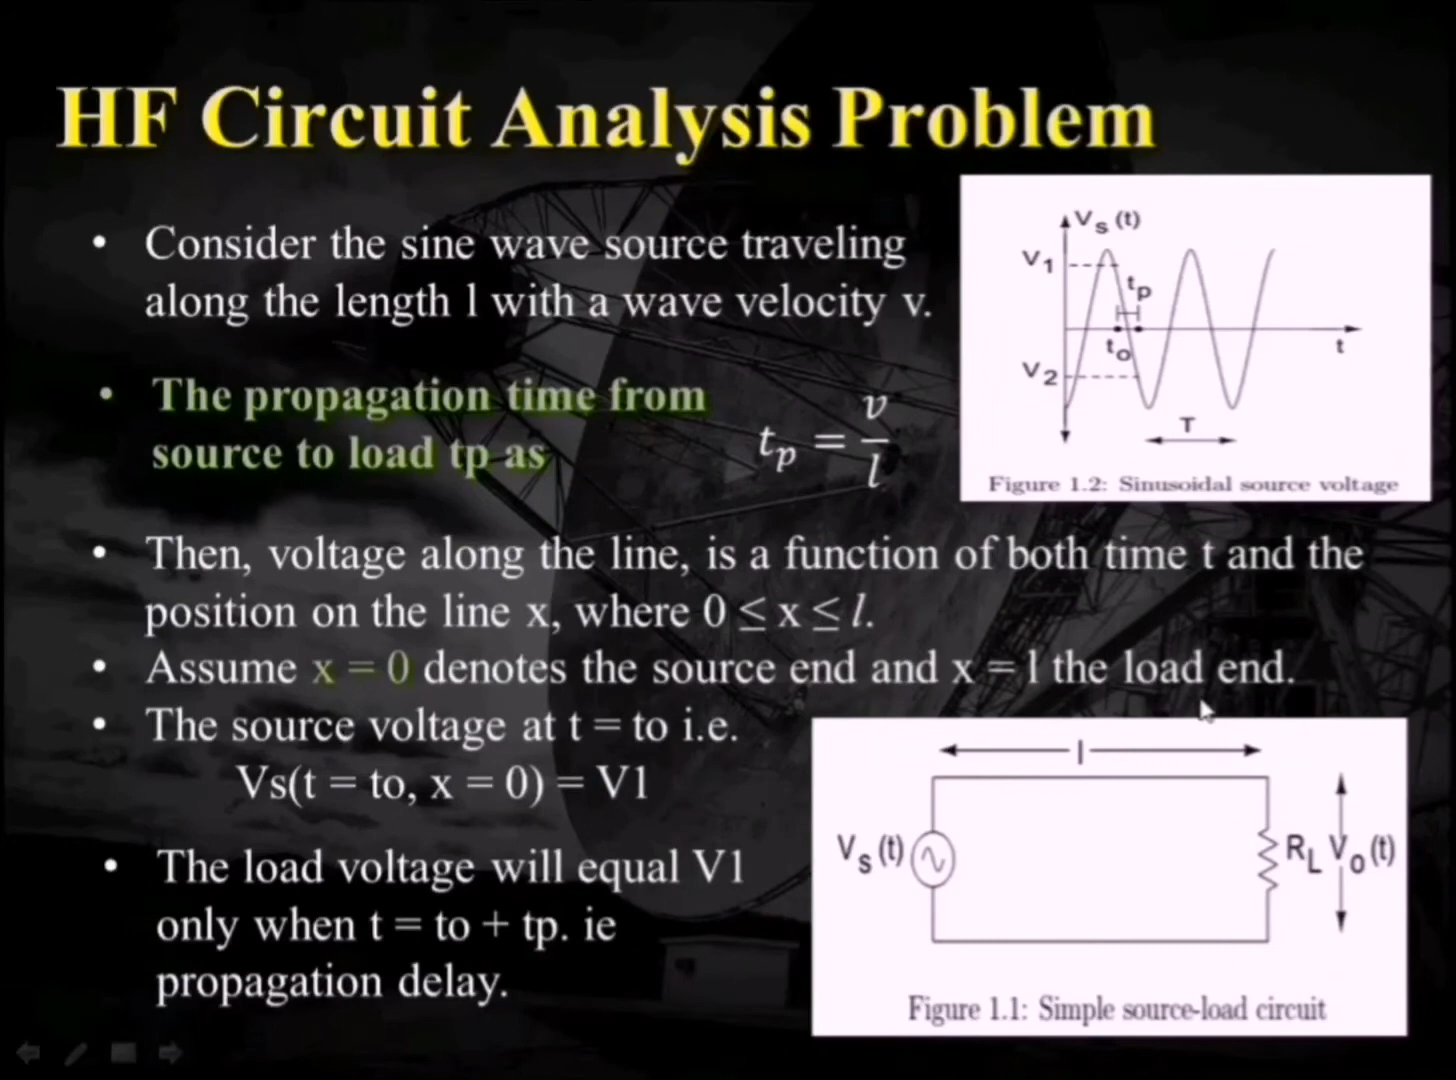 HF Circuit Analysis Problem
• Consider the sine wave source traveling
along the length l with a wave velocity v.
• The propagation time from
source to load tp as
t_p = v/l
Vs (t)
V1
tp
to
t
V2
T
Figure 1.2: Sinusoidal source voltage
• Then, voltage along the line, is a function of both time t and the
position on the line x, where 0 ≤ x ≤ l.
• Assume x = 0 denotes the source end and x = l the load end.
• The source voltage at t = to i.e.
Vs(t = to, x = 0) = V1
• The load voltage will equal V1
only when t = to + tp. ie
propagation delay.
l
Vs (t)
RL Vo (t)
Figure 1.1: Simple source-load circuit